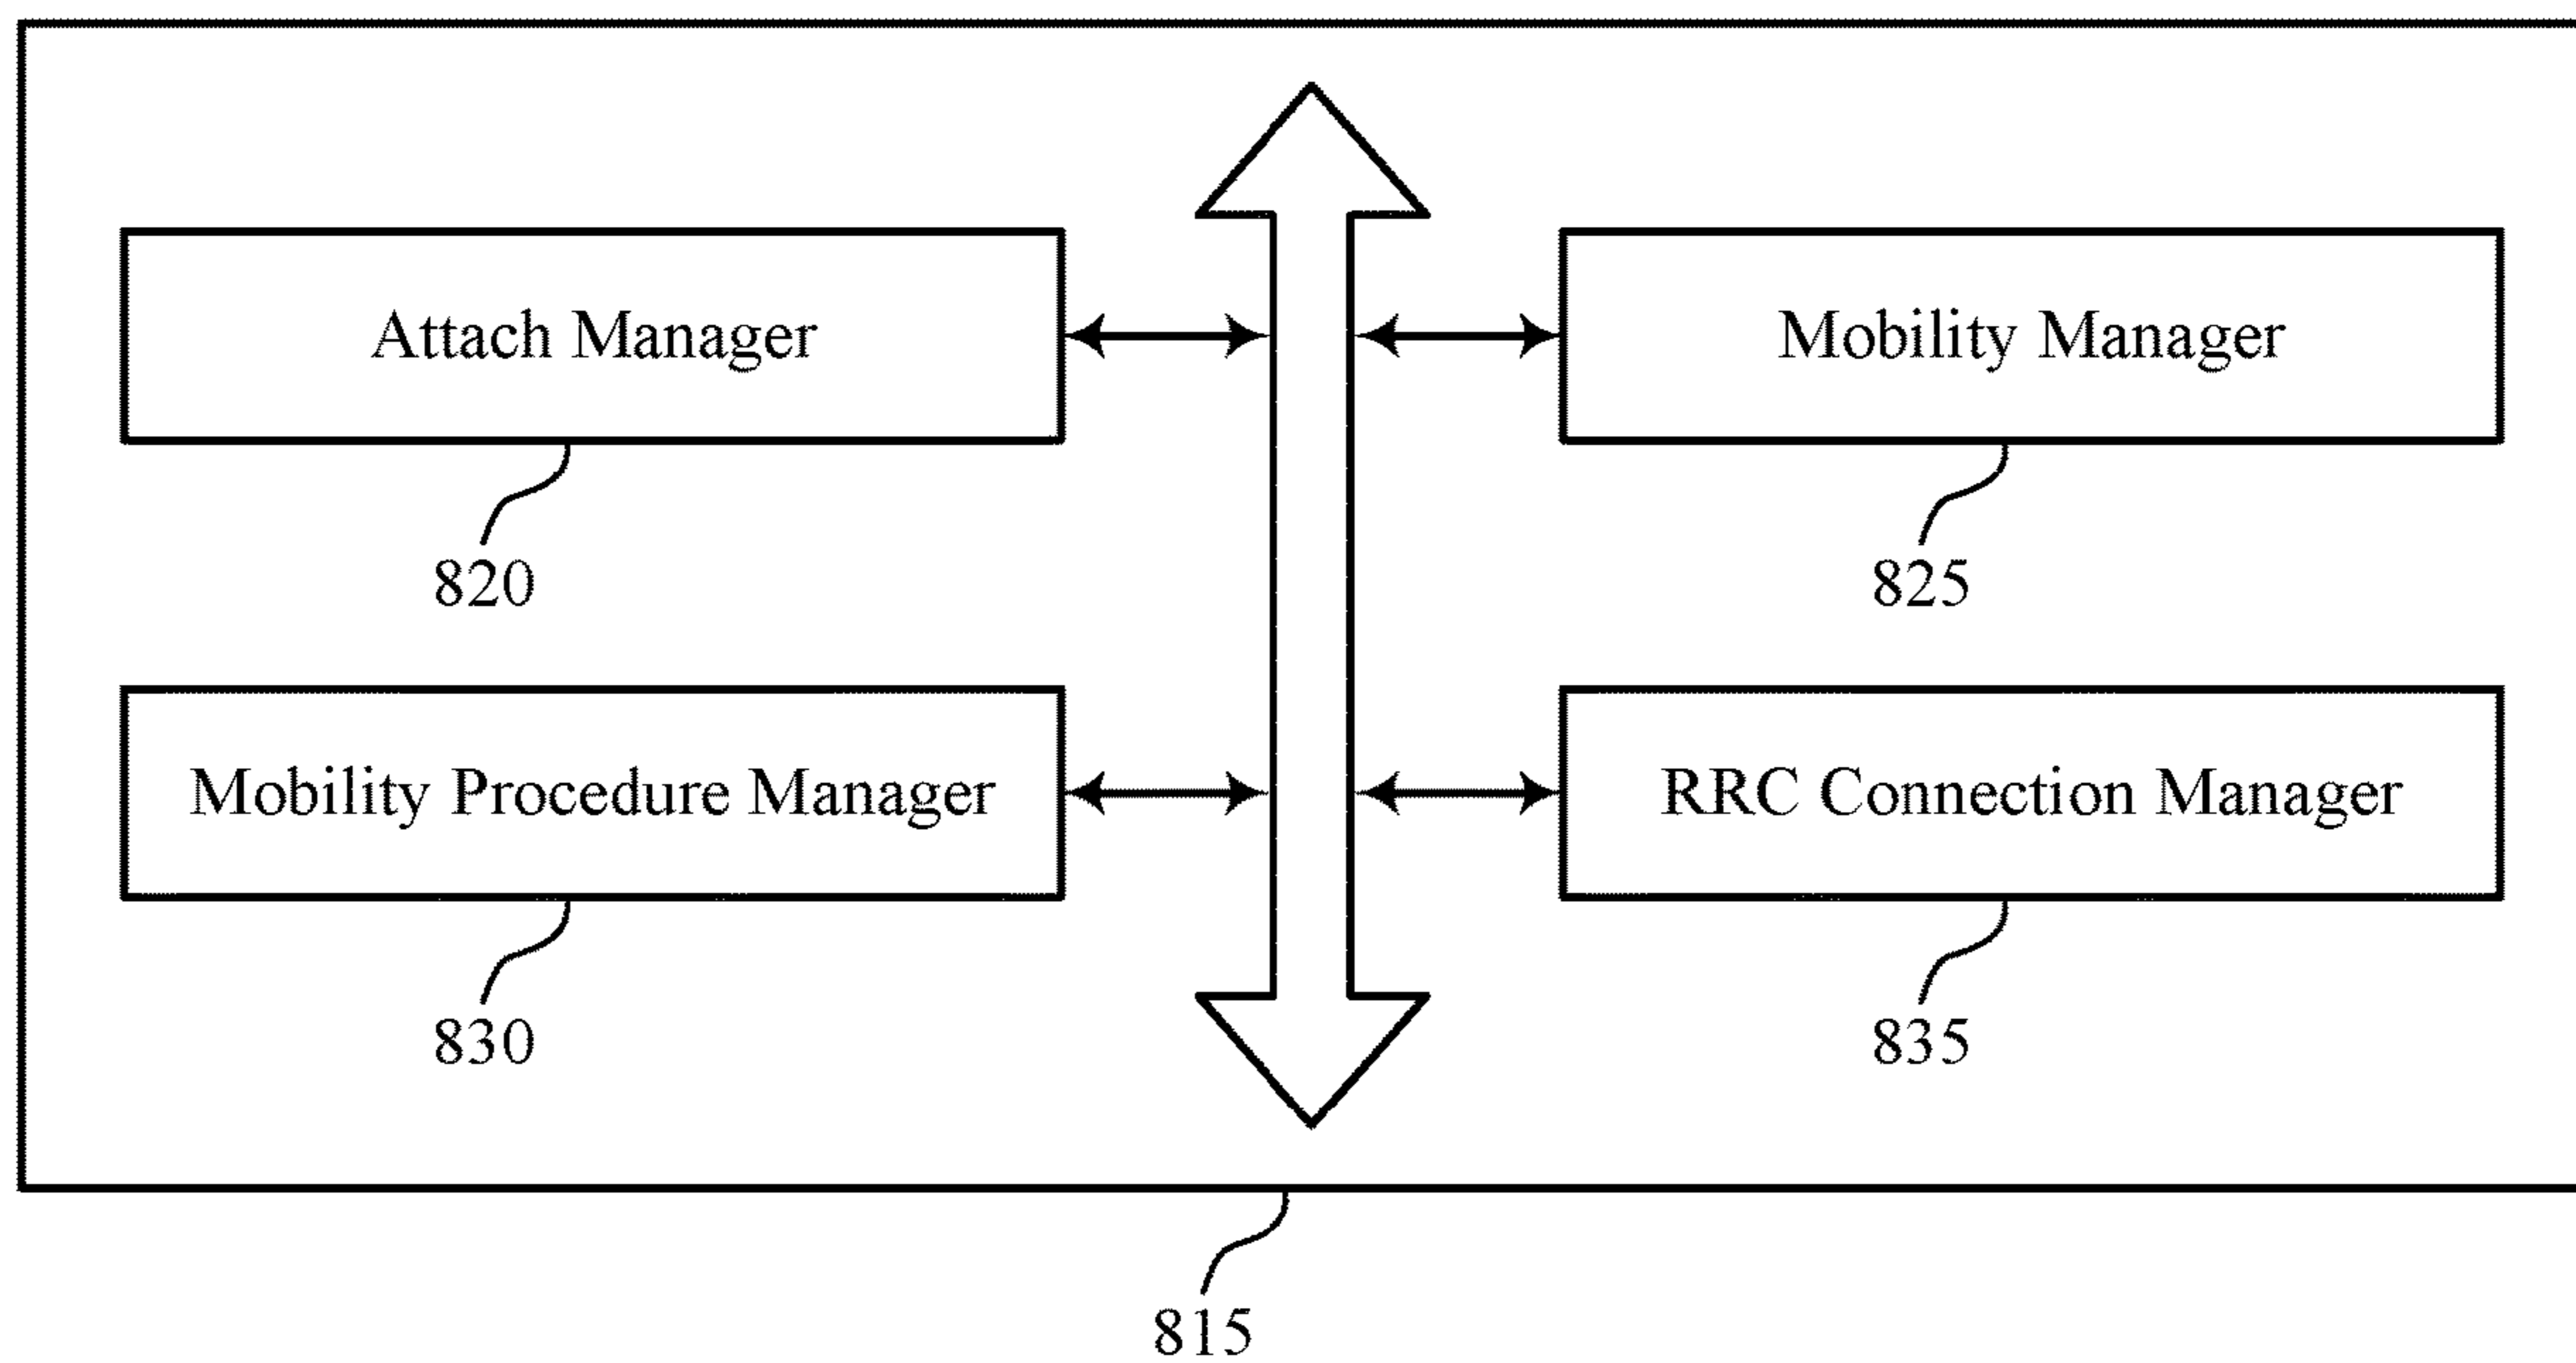 Attach Manager
Mobility Manager
820
825
Mobility Procedure Manager
RRC Connection Manager
830
835
815